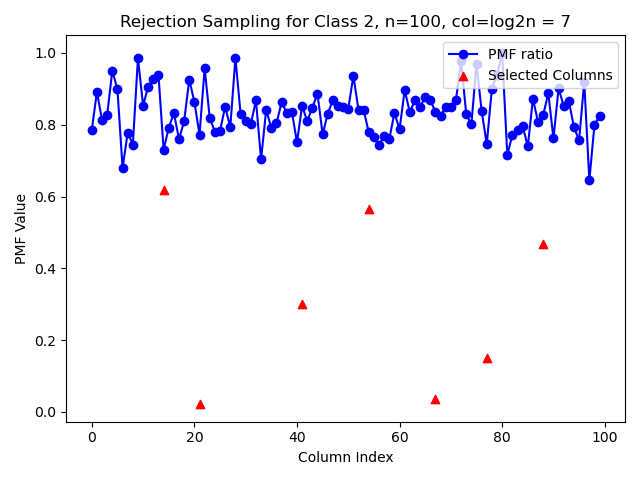 Rejection Sampling for Class 2, n=100, col=log2n = 7
PMF ratio
Selected Columns
PMF Value
1.0
0.8
0.6
0.4
0.2
0.0
0
20
40
60
80
100
Column Index